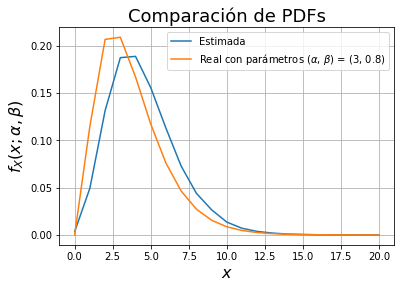 Comparación de PDFs
Estimada
Real con parámetros (α, β) = (3, 0.8)
f_X(x; α, β)
0.20
0.15
0.10
0.05
0.00
0.0 2.5 5.0 7.5 10.0 12.5 15.0 17.5 20.0
x